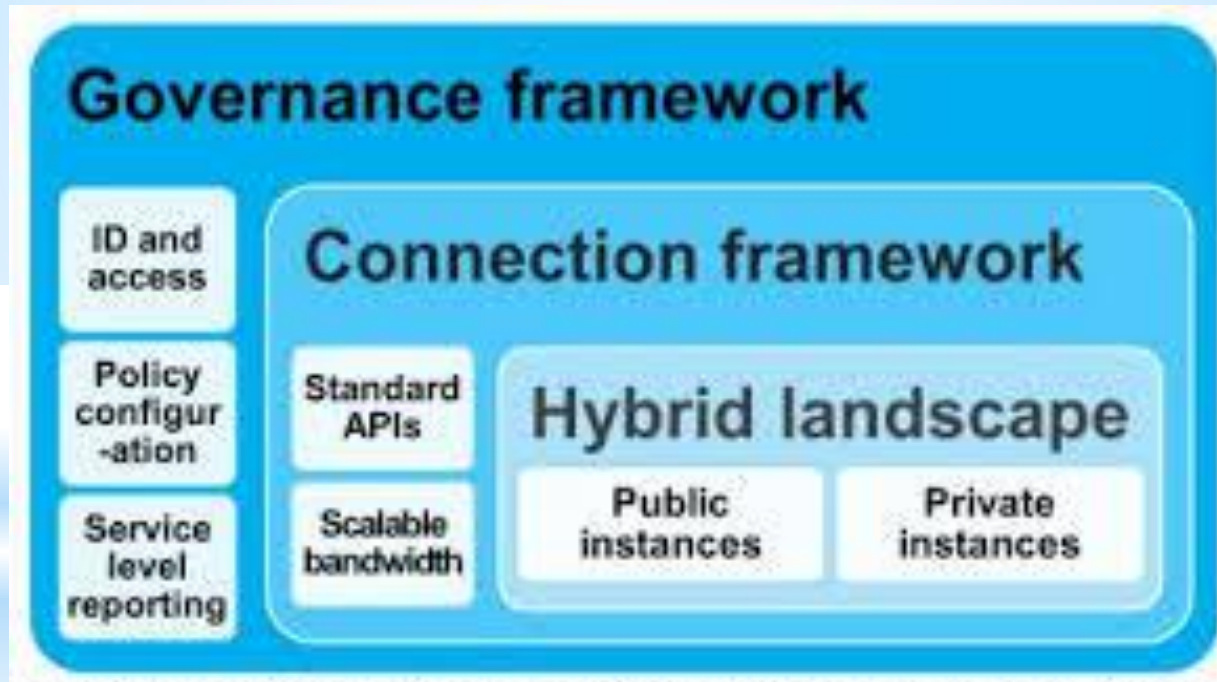 Governance framework
ID and
access
Policy
configur
-ation
Service
level
reporting
Connection framework
Standard
APIs
Scalable
bandwidth
Hybrid landscape
Public
instances
Private
instances